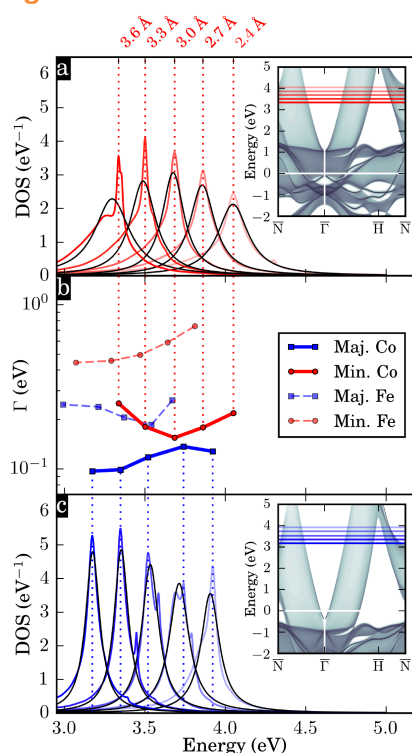 3.6 Å 3.3 Å 3.0 Å 2.7 Å 2.4 Å
a
DOS (eV⁻¹)
6
5
4
3
2
1
0
Energy (eV)
5
4
3
2
1
0
−1
−2
N̅ Γ̅ H̅ N̅
b
Γ (eV)
10⁰
10⁻¹
Maj. Co
Min. Co
Maj. Fe
Min. Fe
c
DOS (eV⁻¹)
6
5
4
3
2
1
0
Energy (eV)
5
4
3
2
1
0
−1
−2
N̅ Γ̅ H̅ N̅
3.0 3.5 4.0 4.5 5.0
Energy (eV)